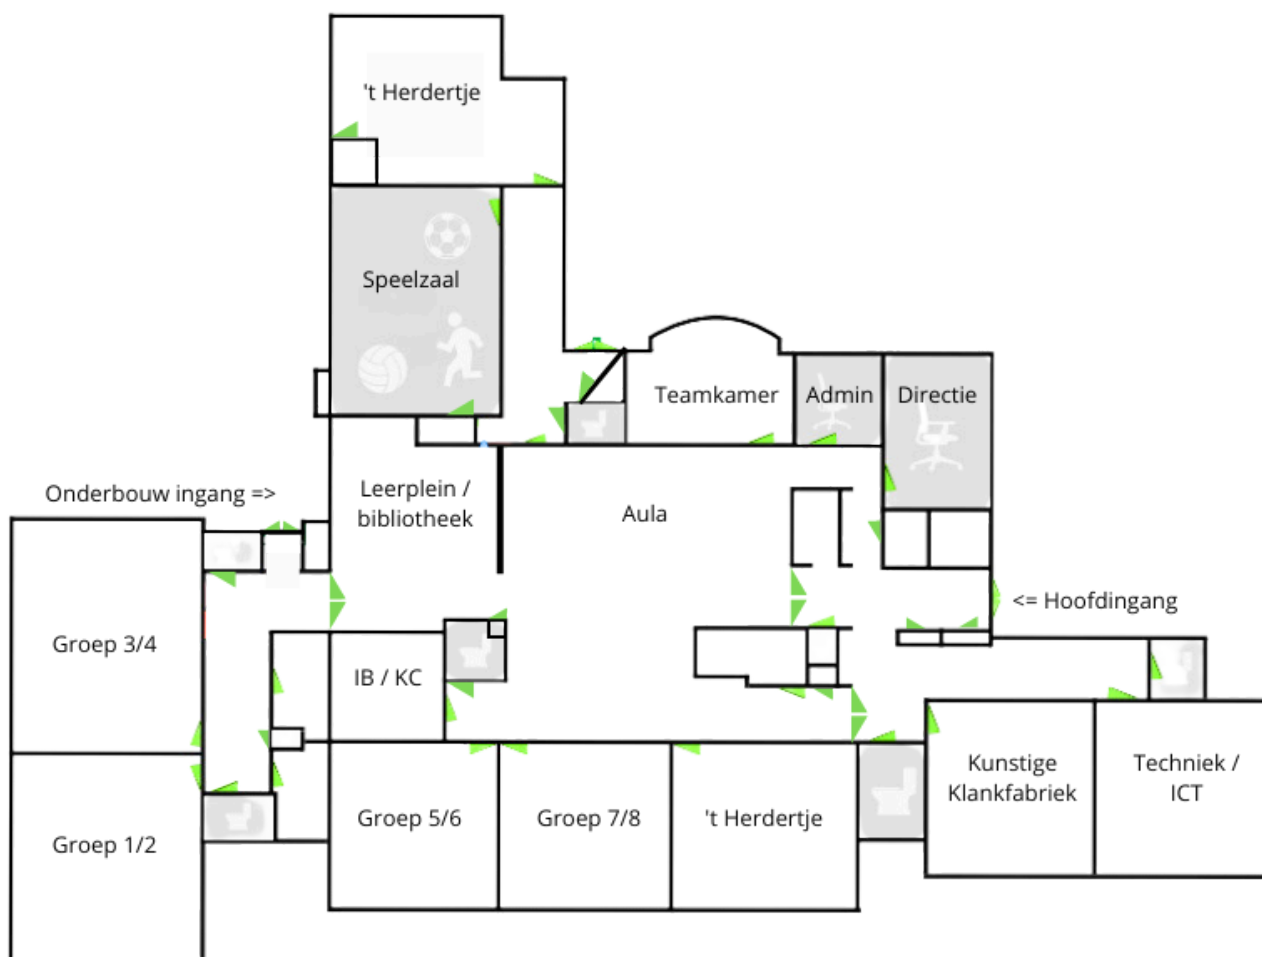 't Herdertje
Speelzaal
Teamkamer
Admin
Directie
Onderbouw ingang =>
Leerplein /
bibliotheek
Aula
<= Hoofdingang
Groep 3/4
IB / KC
Kunstige
Klankfabriek
Techniek /
ICT
Groep 5/6
Groep 7/8
't Herdertje
Groep 1/2